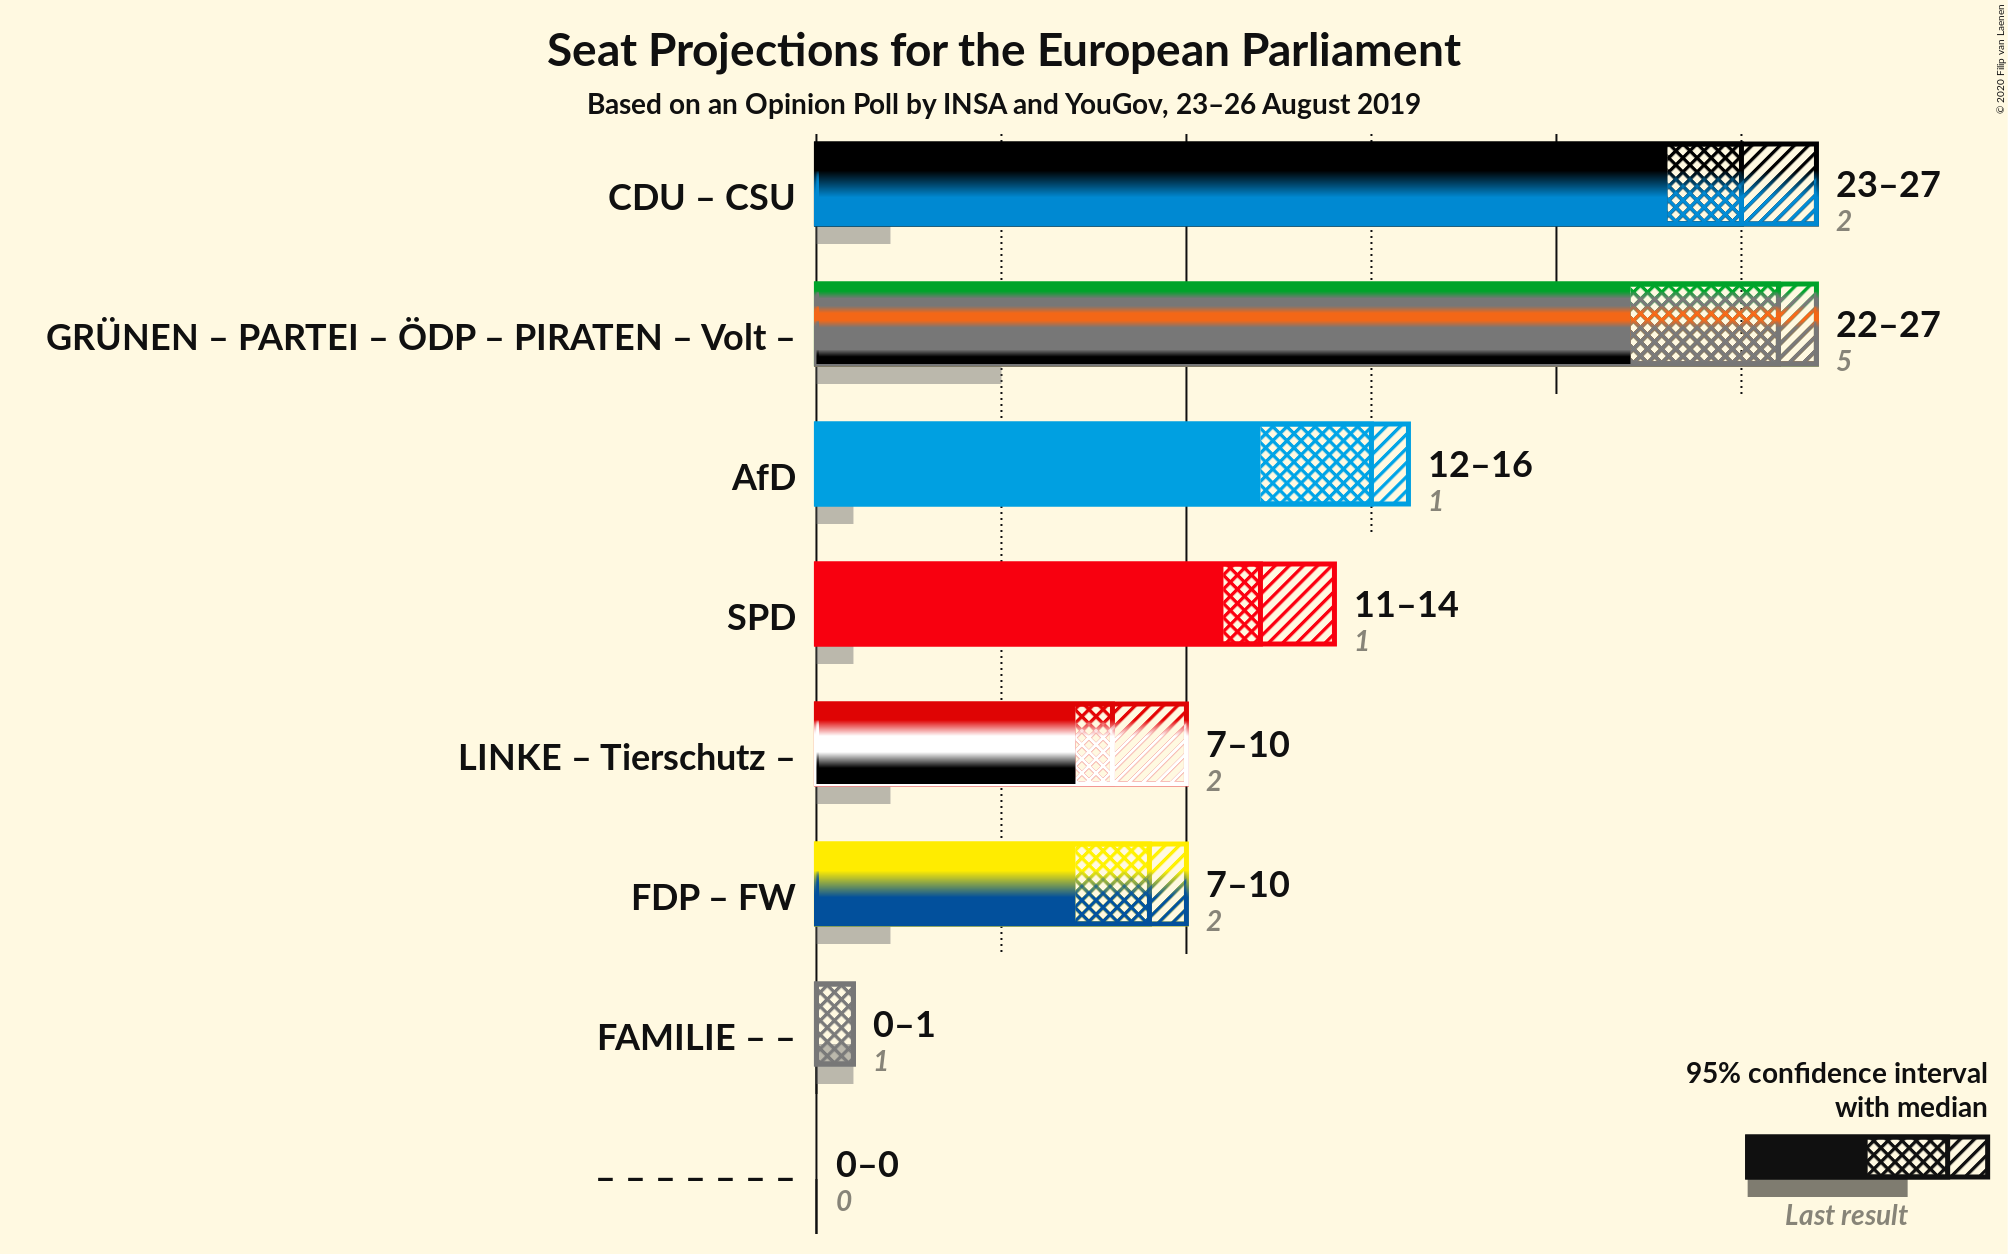 Seat Projections for the European Parliament
Based on an Opinion Poll by INSA and YouGov, 23–26 August 2019
© 2020 Filip van Laenen
CDU – CSU
23–27
2
GRÜNEN – PARTEI – ÖDP – PIRATEN – Volt –
22–27
5
AfD
12–16
1
SPD
11–14
1
LINKE – Tierschutz –
7–10
2
FDP – FW
7–10
2
FAMILIE – –
0–1
1
– – – – – – –
0–0
0
95% confidence interval
with median
Last result